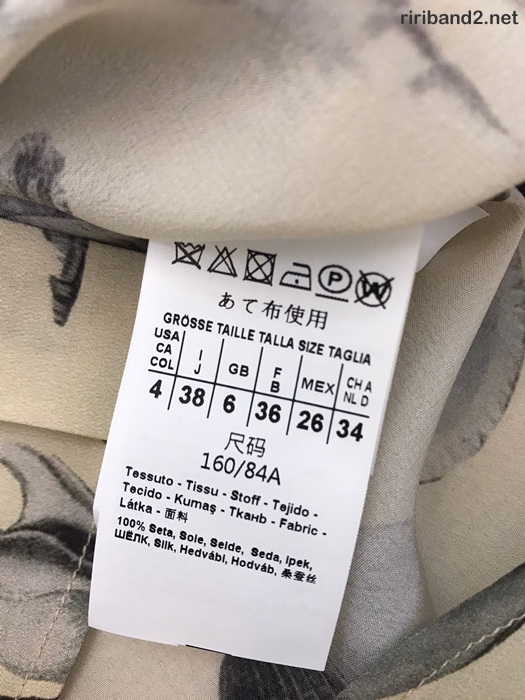 ririband2.net
P W
あて布使用
GRÖSSE TAILLE TALLA SIZE TAGLIA
USA CA COL I J GB F B MEX CH A NL D
4 38 6 36 26 34
尺码
160/84A
Tessuto - Tissu - Stoff - Tejido -
Tecido - Kumaş - Ткань - Fabric -
Látka - 面料
100% Seta, Soie, Seide, Seda, Ipek,
ШЁЛК, Silk, Hedvábí, Hodváb, 桑蚕丝